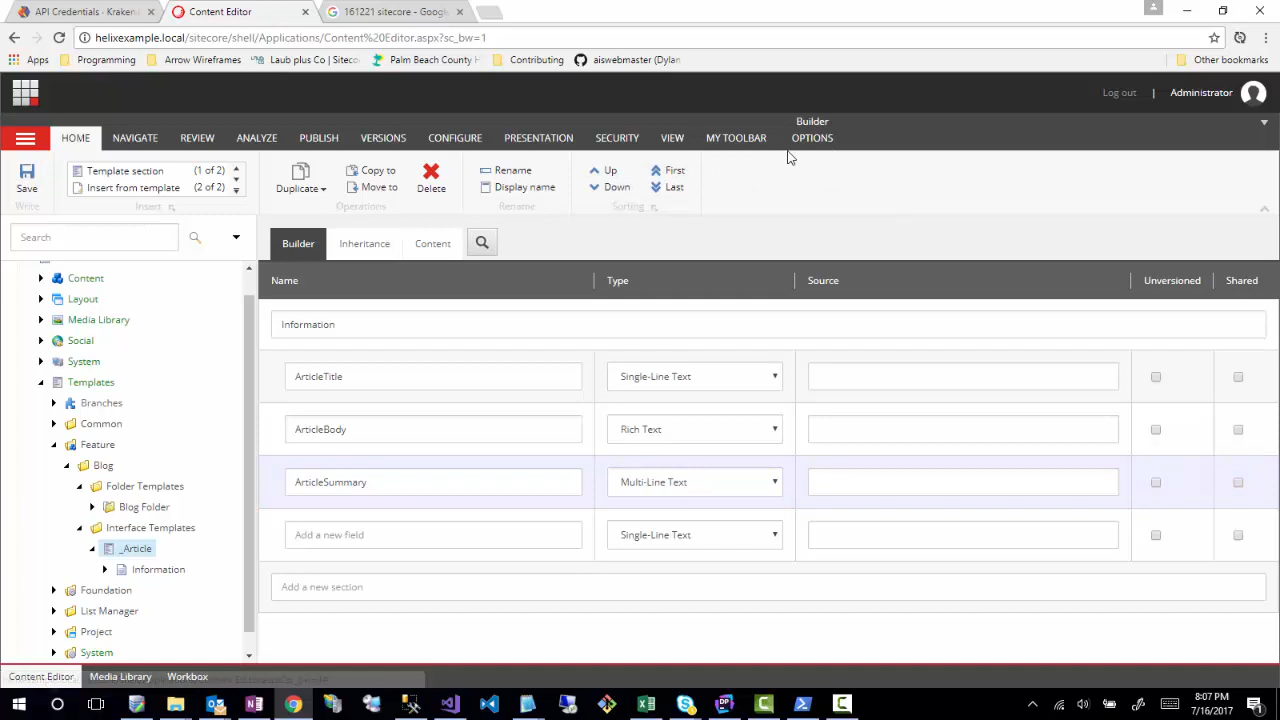 API Credentials - Kraken
Content Editor
161221 sitecore - Googl
helixexample.local/sitecore/shell/Applications/Content%20Editor.aspx?sc_bw=1
Apps
Programming
Arrow Wireframes
Laub plus Co | Siteco
Palm Beach County H
Contributing
aiswebmaster (Dylan
Other bookmarks
Log out | Administrator
Builder
HOME NAVIGATE REVIEW ANALYZE PUBLISH VERSIONS CONFIGURE PRESENTATION SECURITY VIEW MY TOOLBAR OPTIONS
Template section (1 of 2)
Insert from template (2 of 2)
Save
Duplicate
Copy to
Move to
Delete
Rename
Display name
Up
Down
First
Last
Write Insert Operations Rename Sorting
Search
Builder Inheritance Content
Content
Layout
Media Library
Social
System
Templates
Branches
Common
Feature
Blog
Folder Templates
Blog Folder
Interface Templates
_Article
Information
Foundation
List Manager
Project
System
Name Type Source Unversioned Shared
Information
ArticleTitle Single-Line Text
ArticleBody Rich Text
ArticleSummary Multi-Line Text
Add a new field Single-Line Text
Add a new section
Content Editor Media Library Workbox
8:07 PM
7/16/2017